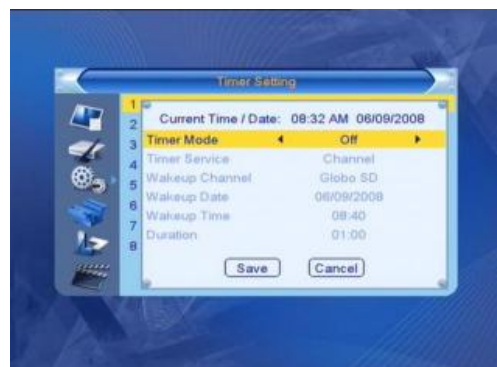 Timer Setting
1
2
3
4
5
6
7
8
Current Time / Date: 08:32 AM 06/09/2008
Timer Mode Off
Timer Service Channel
Wakeup Channel Globo SD
Wakeup Date 06/09/2008
Wakeup Time 08:40
Duration 01:00
Save Cancel